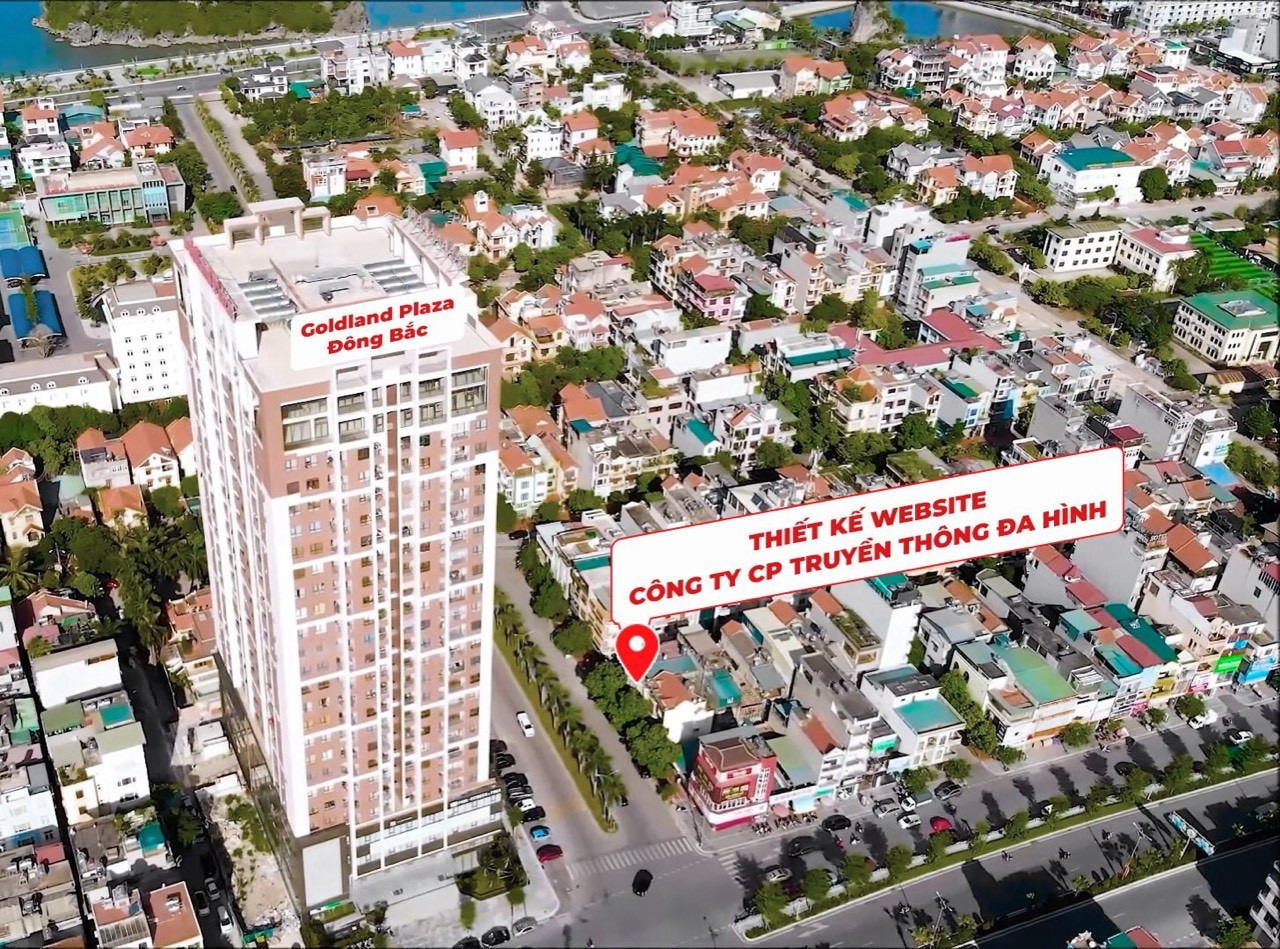 Goldland Plaza
Đông Bắc
THIẾT KẾ WEBSITE
CÔNG TY CP TRUYỀN THÔNG ĐA HÌNH